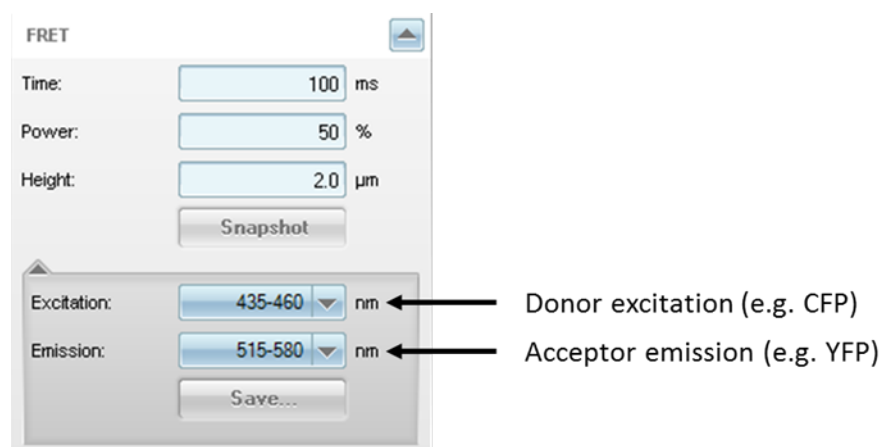 FRET
Time: 100 ms
Power: 50 %
Height: 2.0 µm
Snapshot
Excitation: 435-460 nm Donor excitation (e.g. CFP)
Emission: 515-580 nm Acceptor emission (e.g. YFP)
Save...